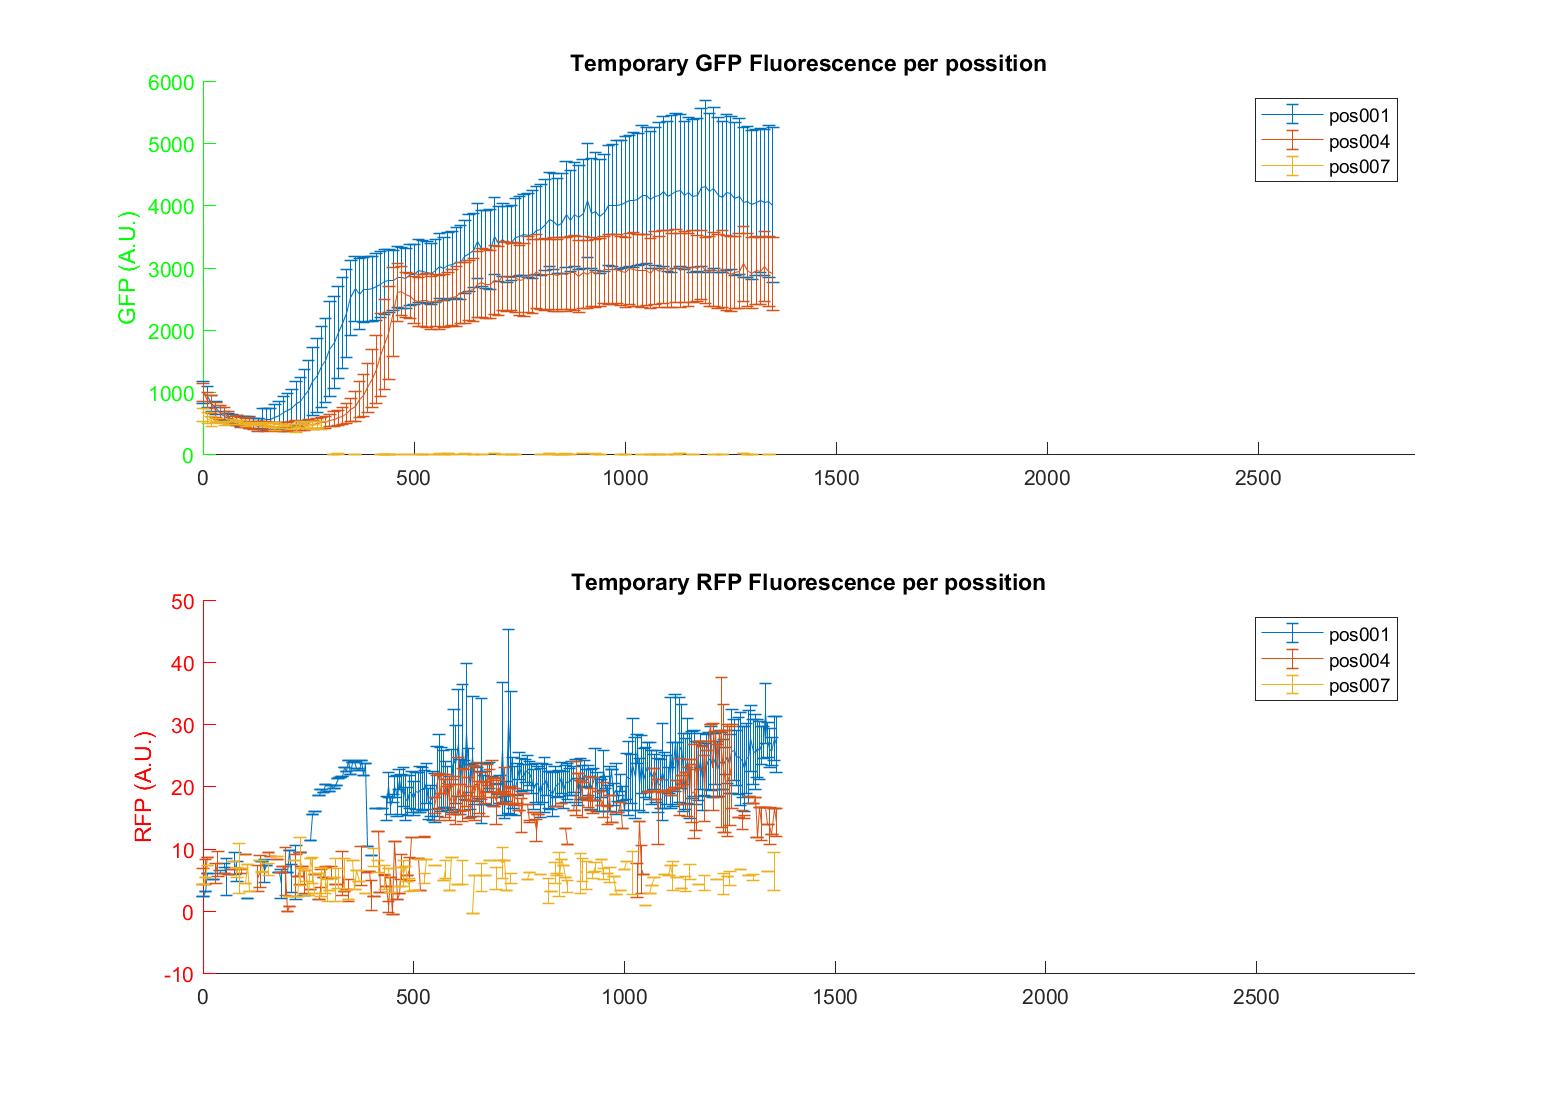 Temporary GFP Fluorescence per possition
6000
5000
4000
3000
2000
1000
0
GFP (A.U.)
0 500 1000 1500 2000 2500
pos001
pos004
pos007
Temporary RFP Fluorescence per possition
50
40
30
20
10
0
-10
RFP (A.U.)
0 500 1000 1500 2000 2500
pos001
pos004
pos007